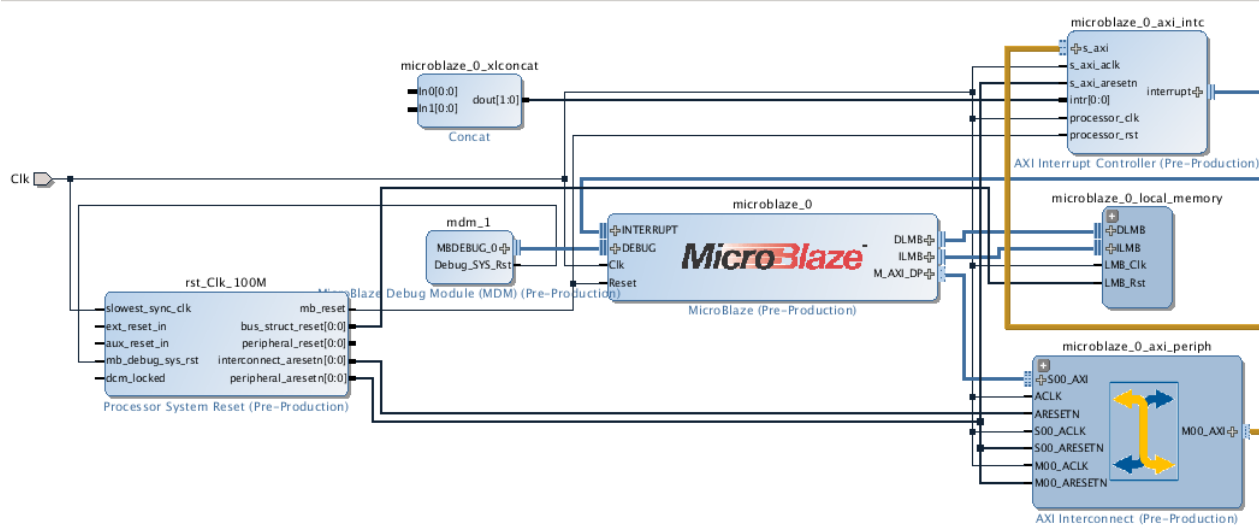 microblaze_0_axi_intc
s_axi
s_axi_aclk
s_axi_aresetn
intr[0:0]
processor_clk
processor_rst
interrupt
AXI Interrupt Controller (Pre-Production)
microblaze_0_xlconcat
In0[0:0]
In1[0:0]
dout[1:0]
Concat
Clk
microblaze_0_local_memory
DLMB
ILMB
LMB_Clk
LMB_Rst
microblaze_0
INTERRUPT
DEBUG
Clk
Reset
MicroBlaze
DLMB
ILMB
M_AXI_DP
MicroBlaze (Pre-Production)
mdm_1
MBDEBUG_0
Debug_SYS_Rst
MicroBlaze Debug Module (MDM) (Pre-Production)
rst_Clk_100M
slowest_sync_clk
ext_reset_in
aux_reset_in
mb_debug_sys_rst
dcm_locked
mb_reset
bus_struct_reset[0:0]
peripheral_reset[0:0]
interconnect_aresetn[0:0]
peripheral_aresetn[0:0]
Processor System Reset (Pre-Production)
microblaze_0_axi_periph
S00_AXI
ACLK
ARESETN
S00_ACLK
S00_ARESETN
M00_ACLK
M00_ARESETN
M00_AXI
AXI Interconnect (Pre-Production)